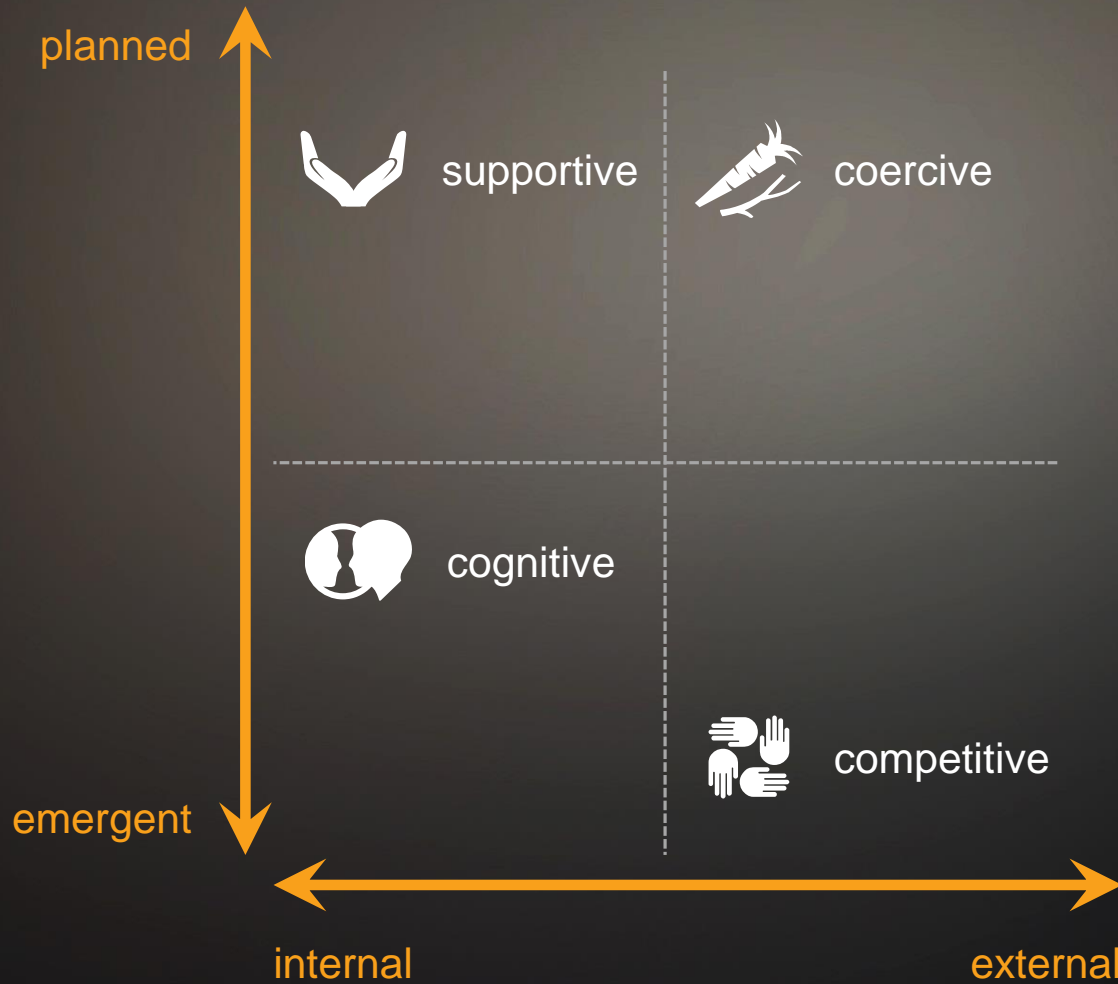 planned
supportive
coercive
cognitive
competitive
emergent
internal
external